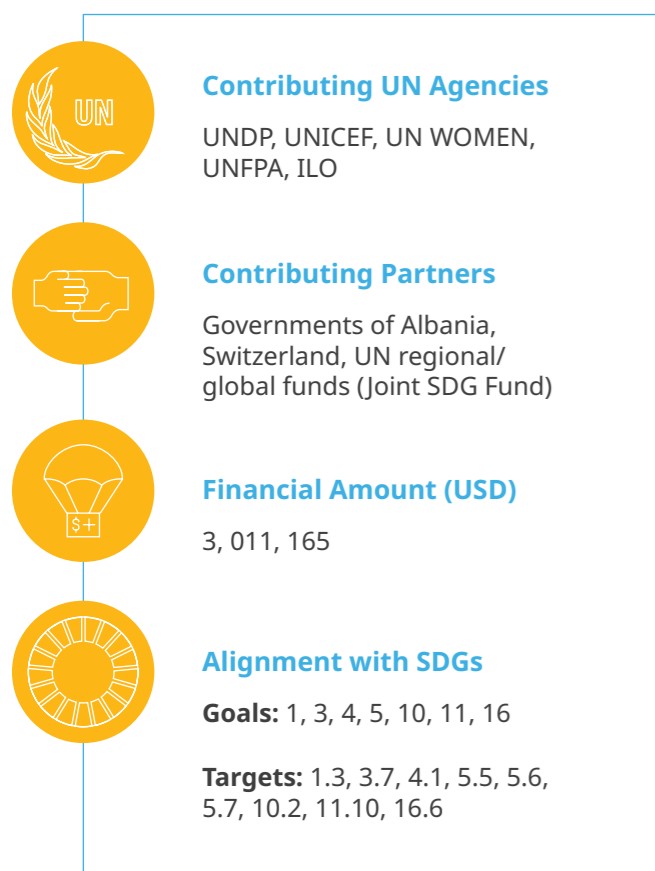 UN
Contributing UN Agencies
UNDP, UNICEF, UN WOMEN,
UNFPA, ILO
Contributing Partners
Governments of Albania,
Switzerland, UN regional/
global funds (Joint SDG Fund)
$+
Financial Amount (USD)
3, 011, 165
Alignment with SDGs
Goals: 1, 3, 4, 5, 10, 11, 16
Targets: 1.3, 3.7, 4.1, 5.5, 5.6,
5.7, 10.2, 11.10, 16.6